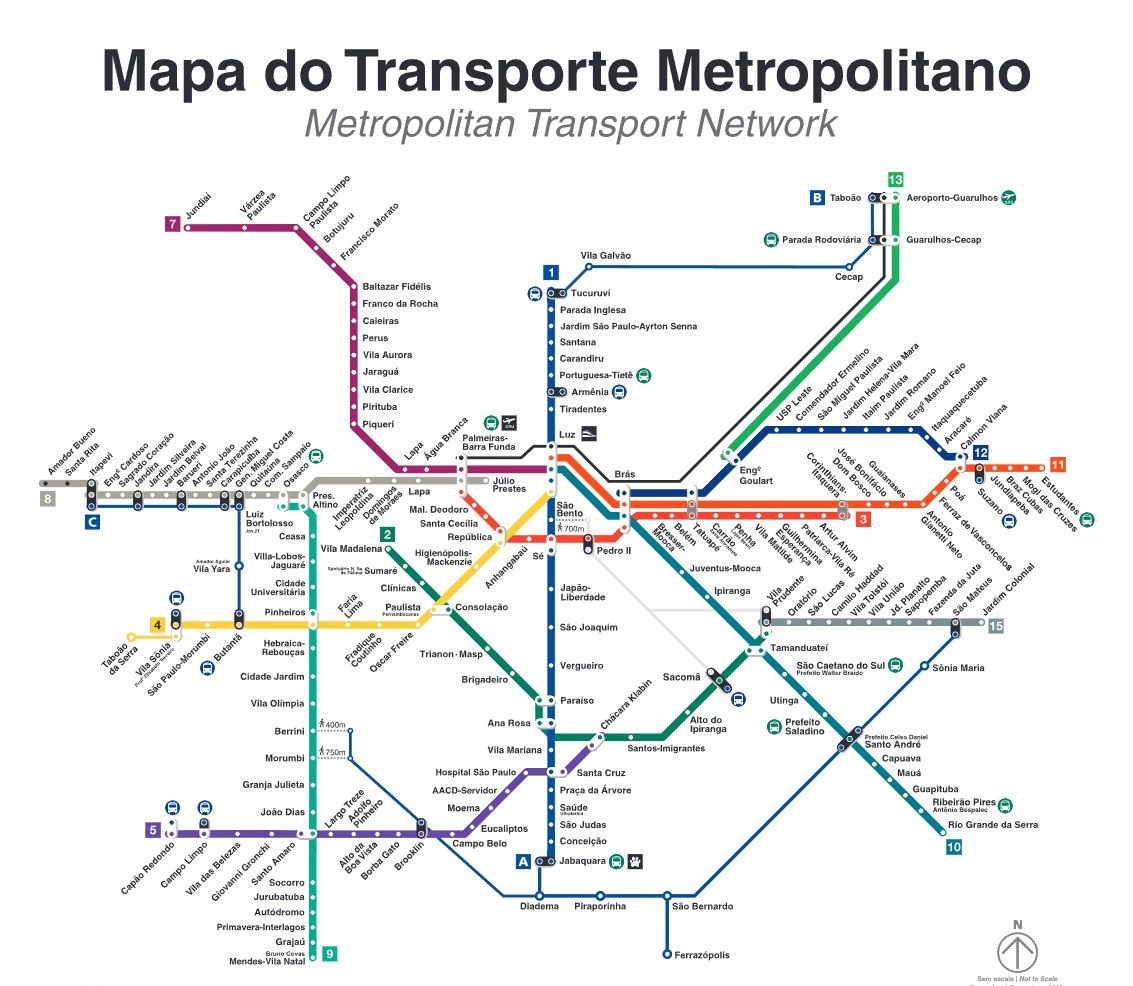 Mapa do Transporte Metropolitano
Metropolitan Transport Network
7
Jundiaí
Várzea
Paulista
Campo Limpo
Paulista
Botujuru
Francisco Morato
Baltazar Fidélis
Franco da Rocha
Caieiras
Perus
Vila Aurora
Jaraguá
Vila Clarice
Pirituba
Piqueri
Lapa
Água Branca
Palmeiras-
Barra Funda
13
B
Taboão
Aeroporto-Guarulhos
Parada Rodoviária
Guarulhos-Cecap
Vila Galvão
Cecap
1
Tucuruvi
Parada Inglesa
Jardim São Paulo-Ayrton Senna
Santana
Carandiru
Portuguesa-Tietê
Armênia
Tiradentes
Luz
São
Bento
700m
Sé
Japão-
Liberdade
São Joaquim
Vergueiro
Paraíso
Ana Rosa
Vila Mariana
Santa Cruz
Praça da Árvore
Saúde
Ultrafarma
São Judas
Conceição
A
Jabaquara
8
Amador Bueno
Santa Rita
Itapevi
Engº Cardoso
Sagrado Coração
Jandira
Jardim Silveira
Jardim Belval
Barueri
Antonio João
Santa Terezinha
Carapicuíba
Gen. Miguel Costa
Quitaúna
Com. Sampaio
Osasco
Pres.
Altino
Imperatriz
Leopoldina
Domingos
de Moraes
Lapa
Júlio
Prestes
C
Luiz
Bortolosso
Vila Yara
Butantã
Ceasa
Villa-Lobos-
Jaguaré
Cidade
Universitária
Pinheiros
Hebraica-
Rebouças
Cidade Jardim
Vila Olímpia
Berrini
400m
Morumbi
750m
Granja Julieta
João Dias
Santo Amaro
Socorro
Jurubatuba
Autódromo
Primavera-Interlagos
Grajaú
Bruno Covas
Mendes-Vila Natal
9
2
Vila Madalena
Sumaré
Clínicas
Consolação
Trianon-Masp
Brigadeiro
Chácara Klabin
Santos-Imigrantes
Alto do
Ipiranga
Sacomã
Tamanduateí
Vila
Prudente
Mal. Deodoro
Santa Cecília
República
Anhangabaú
Pedro II
Brás
Bresser-
Mooca
Belém
Tatuapé
Carrão
Penha
Vila Matilde
Guilhermina
Esperança
Patriarca-Vila Ré
Artur Alvim
Corinthians-
Itaquera
3
4
Taboão
da Serra
Vila Sônia
São Paulo-Morumbi
Faria
Lima
Fradique
Coutinho
Oscar Freire
Paulista
Pernambucanas
Higienópolis-
Mackenzie
5
Capão Redondo
Campo Limpo
Vila das Belezas
Giovanni Gronchi
Largo Treze
Adolfo
Pinheiro
Alto da
Boa Vista
Borba Gato
Brooklin
Campo Belo
Eucaliptos
Moema
AACD-Servidor
Hospital São Paulo
Engº
Goulart
USP Leste
Comendador Ermelino
São Miguel Paulista
Jardim Helena-Vila Mara
Itaim Paulista
Jardim Romano
Engº Manoel Feio
Itaquaquecetuba
Aracaré
Calmon Viana
12
11
Dom Bosco
José Bonifácio
Guaianases
Antonio
Gianetti Neto
Ferraz de Vasconcelos
Poá
Suzano
Jundiapeba
Braz Cubas
Mogi das Cruzes
Estudantes
Oratório
São Lucas
Camilo Haddad
Vila Tolstói
Vila União
Jd. Planalto
Sapopemba
Fazenda da Juta
São Mateus
Jardim Colonial
15
Juventus-Mooca
Ipiranga
São Caetano do Sul
Prefeito Walter Braido
Utinga
Prefeito
Saladino
Prefeito Celso Daniel
Santo André
Capuava
Mauá
Guapituba
Ribeirão Pires
Antônio Bespalec
Rio Grande da Serra
10
Sônia Maria
Diadema
Piraporinha
São Bernardo
Ferrazópolis
N
Sem escala | Not to Scale